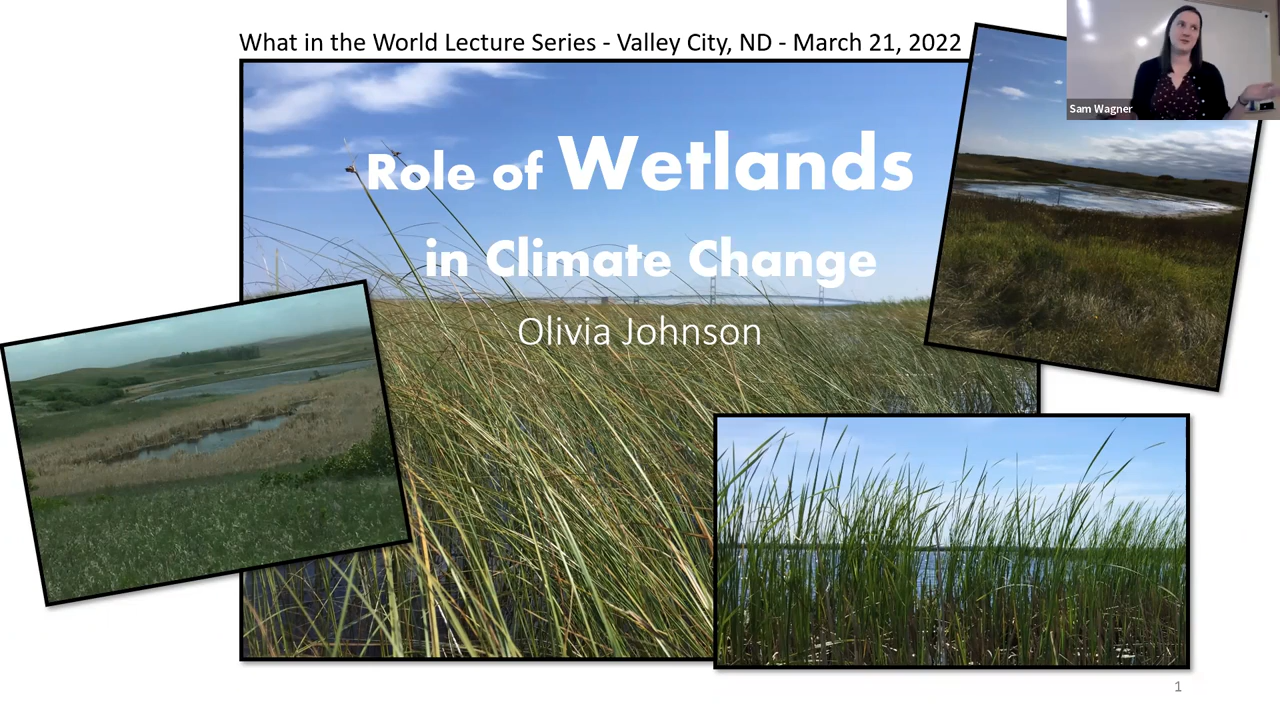 What in the World Lecture Series - Valley City, ND - March 21, 2022
Sam Wagner
Role of Wetlands
in Climate Change
Olivia Johnson
1